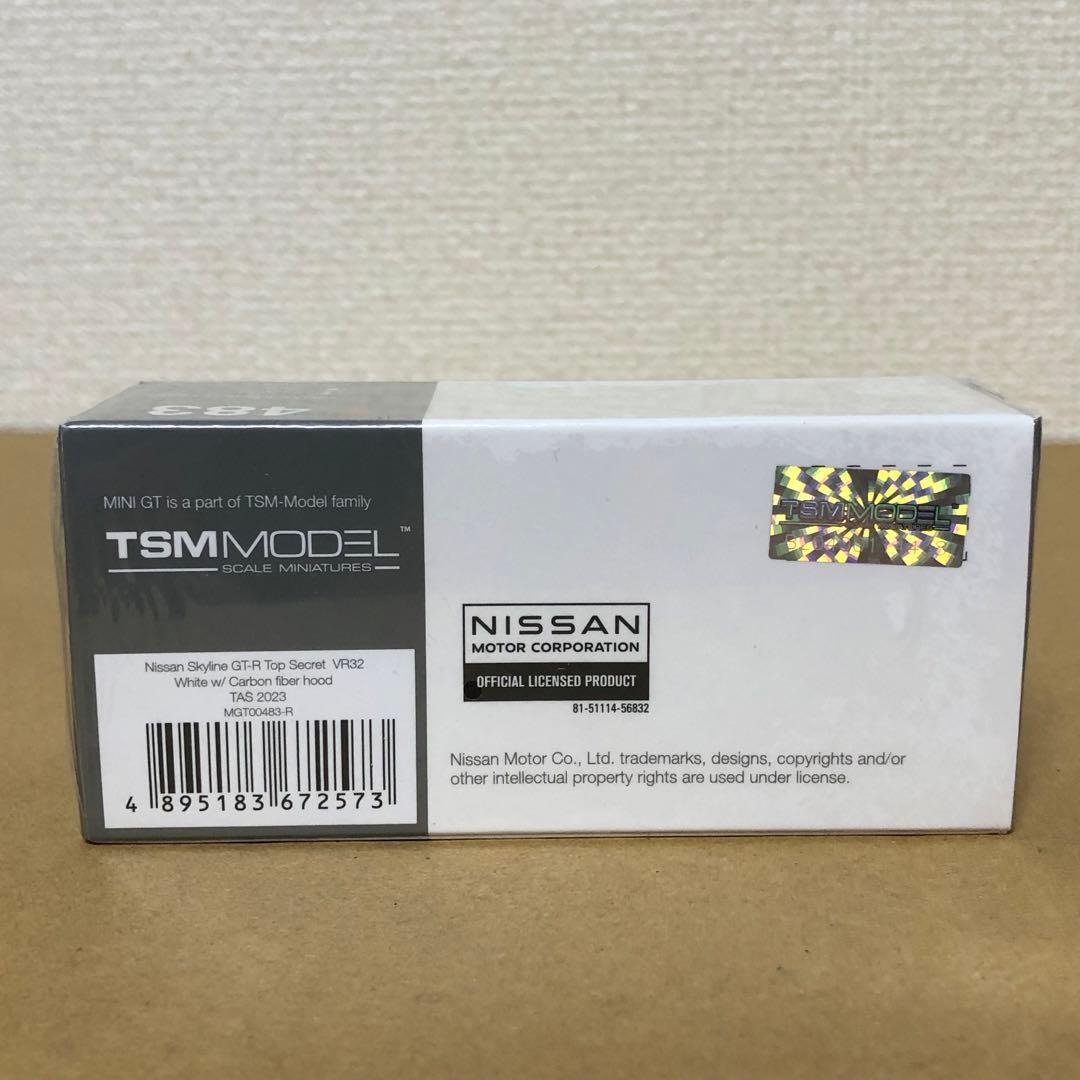 483
MINI GT is a part of TSM-Model family
TSMMODEL™
SCALE MINIATURES
Nissan Skyline GT-R Top Secret VR32
White w/ Carbon fiber hood
TAS 2023
MGT00483-R
4 895183 672573
TSMMODEL
NISSAN
MOTOR CORPORATION
OFFICIAL LICENSED PRODUCT
81-51114-56832
Nissan Motor Co., Ltd. trademarks, designs, copyrights and/or
other intellectual property rights are used under license.